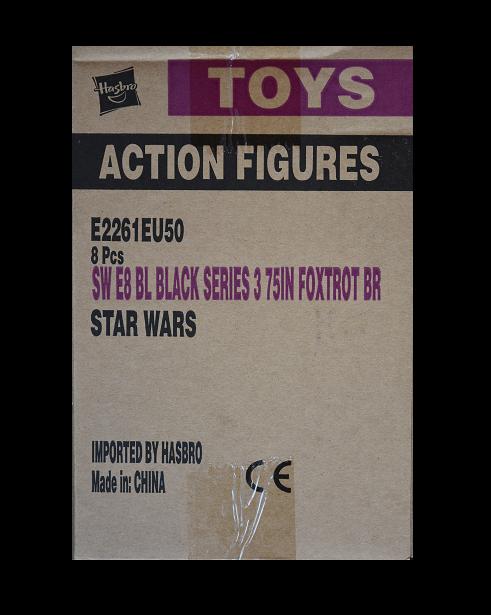 Hasbro
TOYS
ACTION FIGURES
E2261EU50
8 Pcs
SW E8 BL BLACK SERIES 3 75IN FOXTROT BR
STAR WARS
IMPORTED BY HASBRO
Made in: CHINA
CE